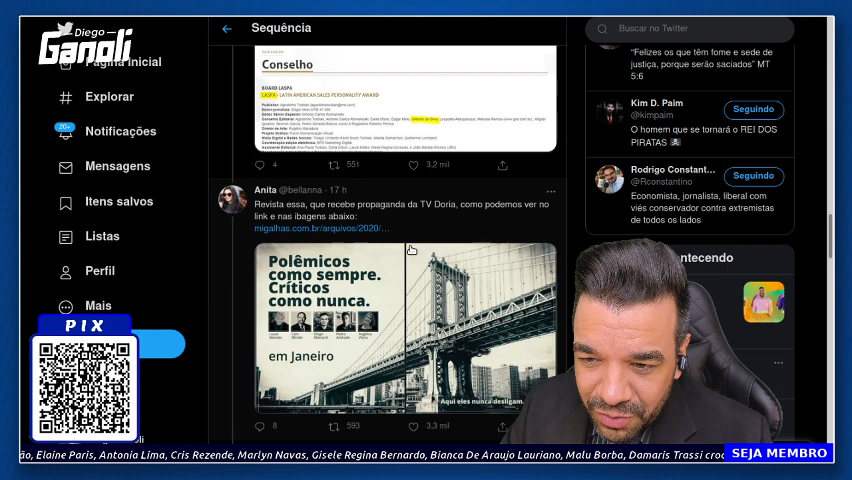 Diego
Ganoli
Página Inicial
Explorar
20+
Notificações
Mensagens
Itens salvos
Listas
Perfil
Mais
PIX
Sequência
Conselho
BOARD LASPA
LASPA - LATIN AMERICAN SALES PERSONALITY AWARD
4
551
3,2 mil
Anita @bellanna · 17 h
Revista essa, que recebe propaganda da TV Doria, como podemos ver no
link e nas ibagens abaixo:
migalhas.com.br/arquivos/2020/...
Polêmicos
como sempre.
Críticos
como nunca.
em Janeiro
Aqui eles nunca desligam.
8
593
3,3 mil
Buscar no Twitter
"Felizes os que têm fome e sede de
justiça, porque serão saciados" MT
5:6
Kim D. Paim
@kimpaim
Seguindo
O homem que se tornará o REI DOS
PIRATAS
Rodrigo Constant...
@Rconstantino
Seguindo
Economista, jornalista, liberal com
viés conservador contra extremistas
de todos os lados
contecendo
ão, Elaine Paris, Antonia Lima, Cris Rezende, Marlyn Navas, Gisele Regina Bernardo, Bianca De Araujo Lauriano, Malu Borba, Damaris Trassi croc
SEJA MEMBRO